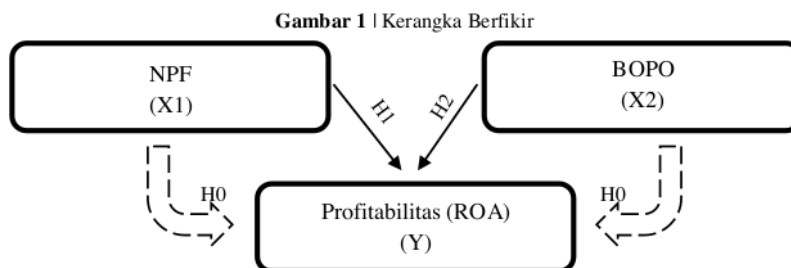 Gambar 1 | Kerangka Berfikir
NPF
(X1)
BOPO
(X2)
H1
H2
H0
H0
Profitabilitas (ROA)
(Y)